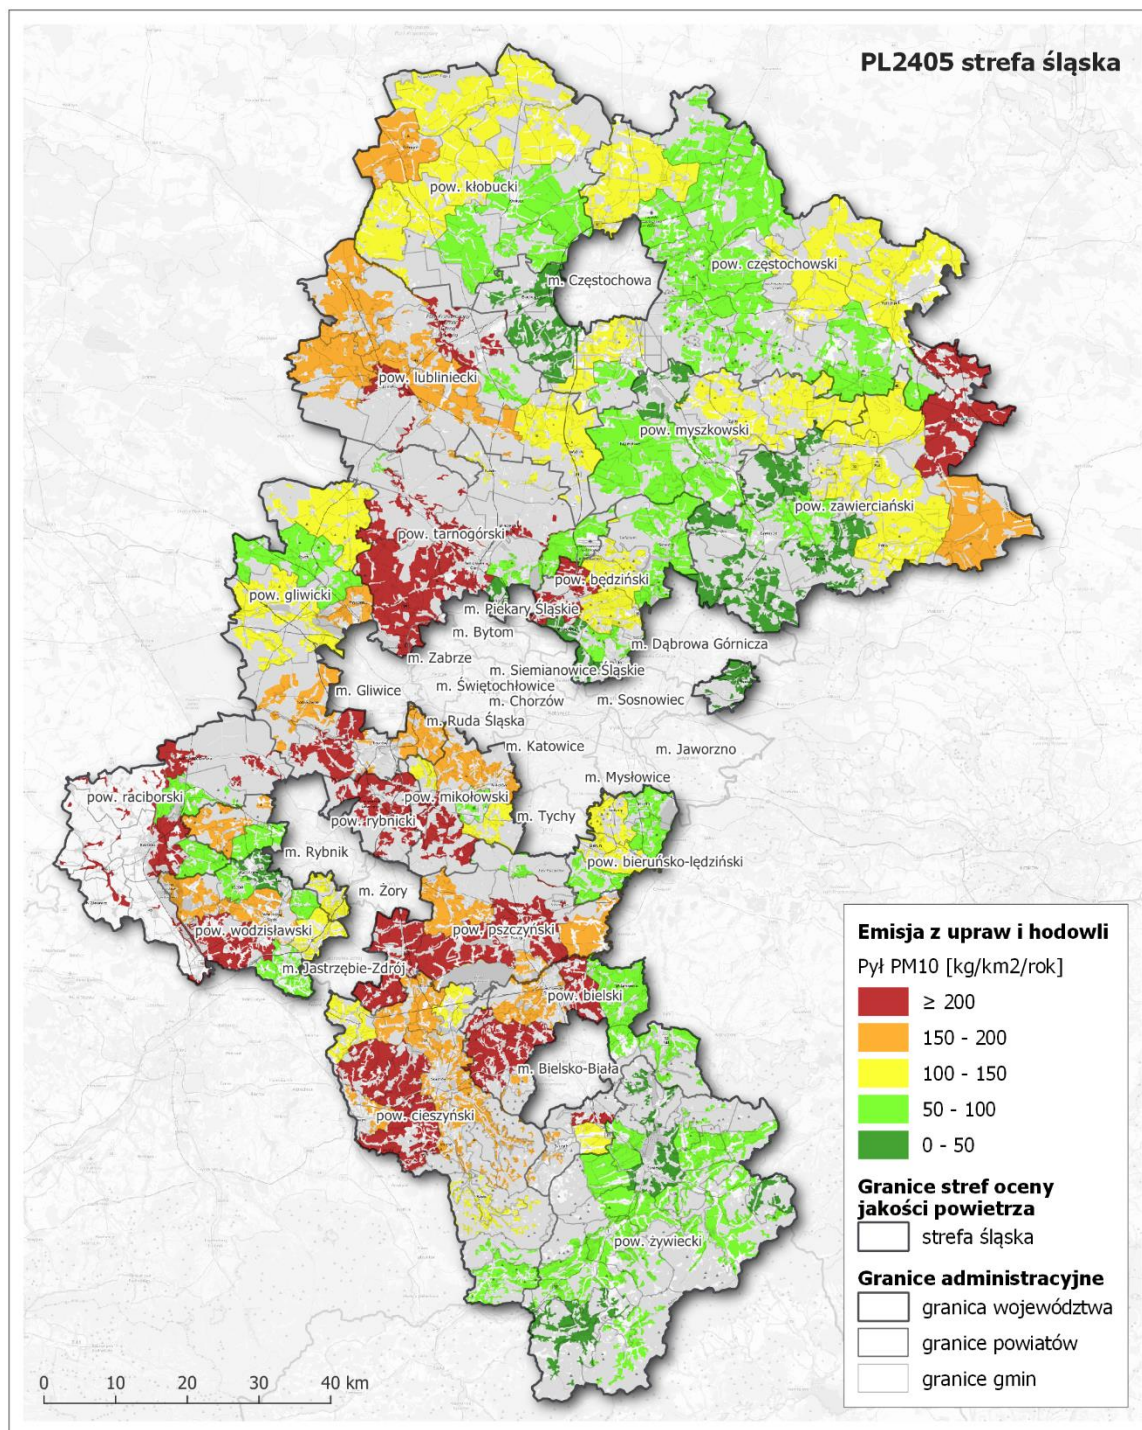 PL2405 strefa śląska
pow. kłobucki
pow. częstochowski
m. Częstochowa
pow. lubliniecki
pow. myszkowski
pow. zawierciański
pow. tarnogórski
pow. będziński
pow. gliwicki
m. Piekary Śląskie
m. Bytom
m. Dąbrowa Górnicza
m. Zabrze
m. Siemianowice Śląskie
m. Gliwice
m. Świętochłowice
m. Chorzów
m. Sosnowiec
m. Ruda Śląska
m. Katowice
m. Jaworzno
m. Mysłowice
pow. raciborski
pow. mikołowski
m. Tychy
pow. rybnicki
m. Rybnik
pow. bieruńsko-lędziński
m. Żory
pow. wodzisławski
pow. pszczyński
m. Jastrzębie-Zdrój
pow. bielski
m. Bielsko-Biała
pow. cieszyński
pow. żywiecki
Emisja z upraw i hodowli
Pył PM10 [kg/km2/rok]
≥ 200
150 - 200
100 - 150
50 - 100
0 - 50
Granice stref oceny
jakości powietrza
strefa śląska
Granice administracyjne
granica województwa
granice powiatów
granice gmin
0 10 20 30 40 km